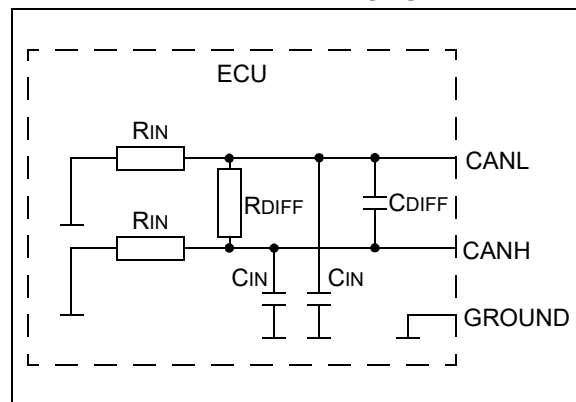 ECU
RIN
CANL
RDIFF
CDIFF
RIN
CANH
CIN
CIN
GROUND